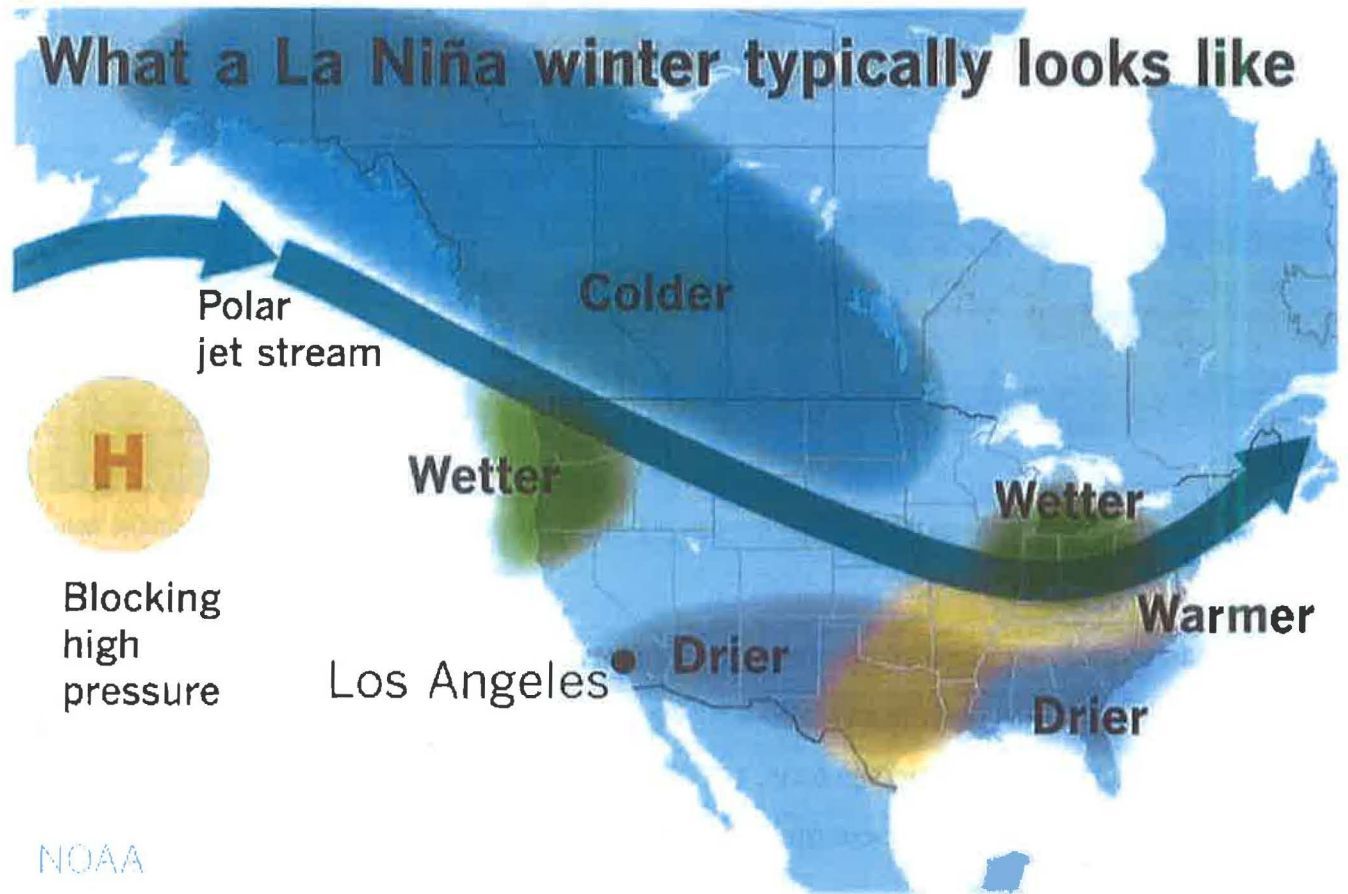 What a La Niña winter typically looks like
Polar
jet stream
Colder
H
Wetter
Wetter
Blocking
high
pressure
Warmer
Los Angeles
Drier
Drier
NOAA